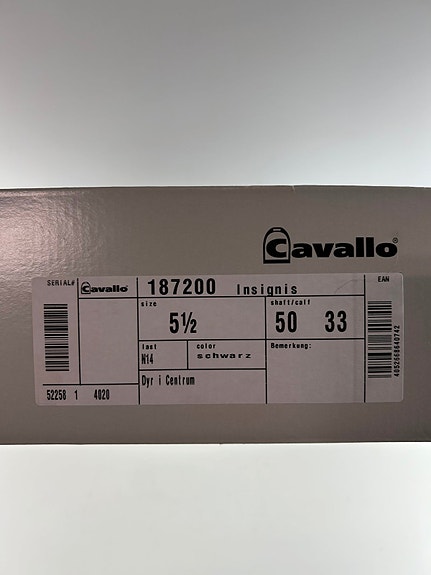 Cavallo®
SERIAL# Cavallo® 187200 Insignis EAN
size shaft/calf
5½ 50 33
last color Bemerkung:
N14 schwarz
Dyr i Centrum
52256 1 4020
4052668640742